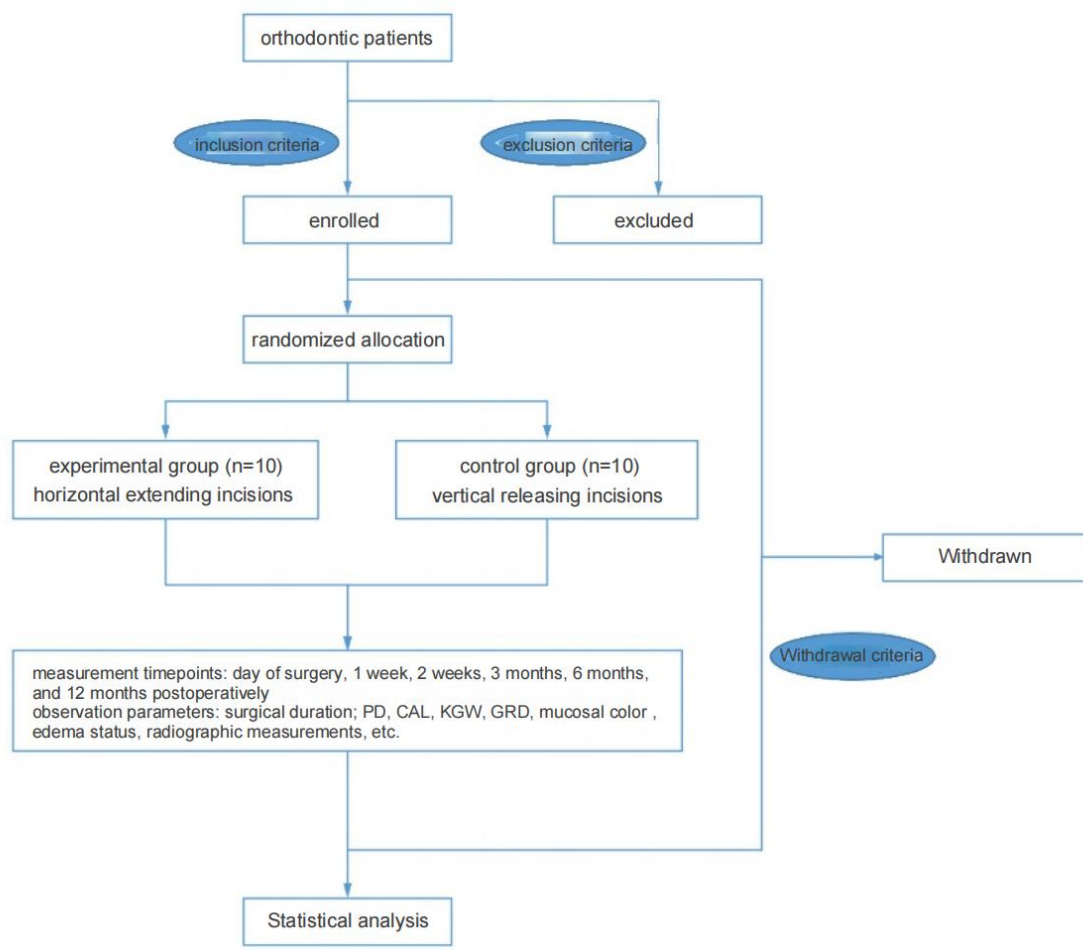 orthodontic patients
inclusion criteria
exclusion criteria
enrolled
excluded
randomized allocation
experimental group (n=10)
horizontal extending incisions
control group (n=10)
vertical releasing incisions
Withdrawn
Withdrawal criteria
measurement timepoints: day of surgery, 1 week, 2 weeks, 3 months, 6 months,
and 12 months postoperatively
observation parameters: surgical duration; PD, CAL, KGW, GRD, mucosal color ,
edema status, radiographic measurements, etc.
Statistical analysis